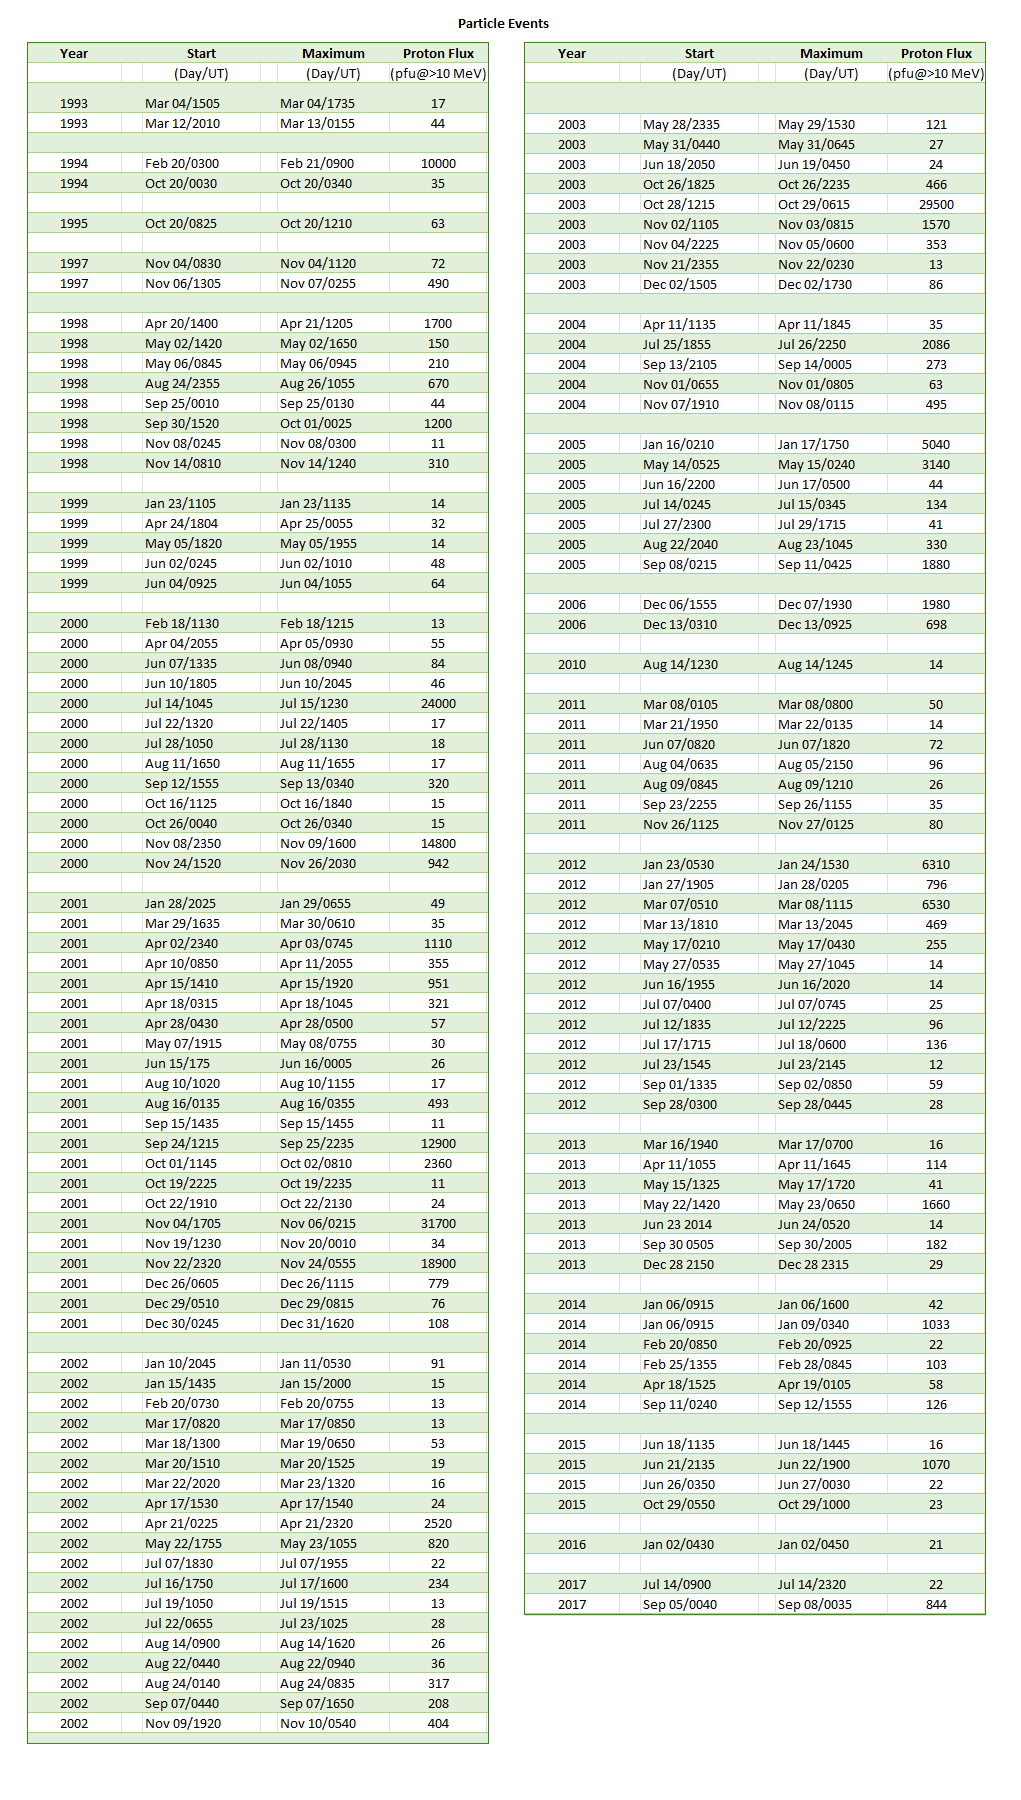 Particle Events
Year Start Maximum Proton Flux
(Day/UT) (Day/UT) (pfu@>10 MeV)
1993 Mar 04/1505 Mar 04/1735 17
1993 Mar 12/2010 Mar 13/0155 44
1994 Feb 20/0300 Feb 21/0900 10000
1994 Oct 20/0030 Oct 20/0340 35
1995 Oct 20/0825 Oct 20/1210 63
1997 Nov 04/0830 Nov 04/1120 72
1997 Nov 06/1305 Nov 07/0255 490
1998 Apr 20/1400 Apr 21/1205 1700
1998 May 02/1420 May 02/1650 150
1998 May 06/0845 May 06/0945 210
1998 Aug 24/2355 Aug 26/1055 670
1998 Sep 25/0010 Sep 25/0130 44
1998 Sep 30/1520 Oct 01/0025 1200
1998 Nov 08/0245 Nov 08/0300 11
1998 Nov 14/0810 Nov 14/1240 310
1999 Jan 23/1105 Jan 23/1135 14
1999 Apr 24/1804 Apr 25/0055 32
1999 May 05/1820 May 05/1955 14
1999 Jun 02/0245 Jun 02/1010 48
1999 Jun 04/0925 Jun 04/1055 64
2000 Feb 18/1130 Feb 18/1215 13
2000 Apr 04/2055 Apr 05/0930 55
2000 Jun 07/1335 Jun 08/0940 84
2000 Jun 10/1805 Jun 10/2045 46
2000 Jul 14/1045 Jul 15/1230 24000
2000 Jul 22/1320 Jul 22/1405 17
2000 Jul 28/1050 Jul 28/1130 18
2000 Aug 11/1650 Aug 11/1655 17
2000 Sep 12/1555 Sep 13/0340 320
2000 Oct 16/1125 Oct 16/1840 15
2000 Oct 26/0040 Oct 26/0340 15
2000 Nov 08/2350 Nov 09/1600 14800
2000 Nov 24/1520 Nov 26/2030 942
2001 Jan 28/2025 Jan 29/0655 49
2001 Mar 29/1635 Mar 30/0610 35
2001 Apr 02/2340 Apr 03/0745 1110
2001 Apr 10/0850 Apr 11/2055 355
2001 Apr 15/1410 Apr 15/1920 951
2001 Apr 18/0315 Apr 18/1045 321
2001 Apr 28/0430 Apr 28/0500 57
2001 May 07/1915 May 08/0755 30
2001 Jun 15/175 Jun 16/0005 26
2001 Aug 10/1020 Aug 10/1155 17
2001 Aug 16/0135 Aug 16/0355 493
2001 Sep 15/1435 Sep 15/1455 11
2001 Sep 24/1215 Sep 25/2235 12900
2001 Oct 01/1145 Oct 02/0810 2360
2001 Oct 19/2225 Oct 19/2235 11
2001 Oct 22/1910 Oct 22/2130 24
2001 Nov 04/1705 Nov 06/0215 31700
2001 Nov 19/1230 Nov 20/0010 34
2001 Nov 22/2320 Nov 24/0555 18900
2001 Dec 26/0605 Dec 26/1115 779
2001 Dec 29/0510 Dec 29/0815 76
2001 Dec 30/0245 Dec 31/1620 108
2002 Jan 10/2045 Jan 11/0530 91
2002 Jan 15/1435 Jan 15/2000 15
2002 Feb 20/0730 Feb 20/0755 13
2002 Mar 17/0820 Mar 17/0850 13
2002 Mar 18/1300 Mar 19/0650 53
2002 Mar 20/1510 Mar 20/1525 19
2002 Mar 22/2020 Mar 23/1320 16
2002 Apr 17/1530 Apr 17/1540 24
2002 Apr 21/0225 Apr 21/2320 2520
2002 May 22/1755 May 23/1055 820
2002 Jul 07/1830 Jul 07/1955 22
2002 Jul 16/1750 Jul 17/1600 234
2002 Jul 19/1050 Jul 19/1515 13
2002 Jul 22/0655 Jul 23/1025 28
2002 Aug 14/0900 Aug 14/1620 26
2002 Aug 22/0440 Aug 22/0940 36
2002 Aug 24/0140 Aug 24/0835 317
2002 Sep 07/0440 Sep 07/1650 208
2002 Nov 09/1920 Nov 10/0540 404
Year Start Maximum Proton Flux
(Day/UT) (Day/UT) (pfu@>10 MeV)
2003 May 28/2335 May 29/1530 121
2003 May 31/0440 May 31/0645 27
2003 Jun 18/2050 Jun 19/0450 24
2003 Oct 26/1825 Oct 26/2235 466
2003 Oct 28/1215 Oct 29/0615 29500
2003 Nov 02/1105 Nov 03/0815 1570
2003 Nov 04/2225 Nov 05/0600 353
2003 Nov 21/2355 Nov 22/0230 13
2003 Dec 02/1505 Dec 02/1730 86
2004 Apr 11/1135 Apr 11/1845 35
2004 Jul 25/1855 Jul 26/2250 2086
2004 Sep 13/2105 Sep 14/0005 273
2004 Nov 01/0655 Nov 01/0805 63
2004 Nov 07/1910 Nov 08/0115 495
2005 Jan 16/0210 Jan 17/1750 5040
2005 May 14/0525 May 15/0240 3140
2005 Jun 16/2200 Jun 17/0500 44
2005 Jul 14/0245 Jul 15/0345 134
2005 Jul 27/2300 Jul 29/1715 41
2005 Aug 22/2040 Aug 23/1045 330
2005 Sep 08/0215 Sep 11/0425 1880
2006 Dec 06/1555 Dec 07/1930 1980
2006 Dec 13/0310 Dec 13/0925 698
2010 Aug 14/1230 Aug 14/1245 14
2011 Mar 08/0105 Mar 08/0800 50
2011 Mar 21/1950 Mar 22/0135 14
2011 Jun 07/0820 Jun 07/1820 72
2011 Aug 04/0635 Aug 05/2150 96
2011 Aug 09/0845 Aug 09/1210 26
2011 Sep 23/2255 Sep 26/1155 35
2011 Nov 26/1125 Nov 27/0125 80
2012 Jan 23/0530 Jan 24/1530 6310
2012 Jan 27/1905 Jan 28/0205 796
2012 Mar 07/0510 Mar 08/1115 6530
2012 Mar 13/1810 Mar 13/2045 469
2012 May 17/0210 May 17/0430 255
2012 May 27/0535 May 27/1045 14
2012 Jun 16/1955 Jun 16/2020 14
2012 Jul 07/0400 Jul 07/0745 25
2012 Jul 12/1835 Jul 12/2225 96
2012 Jul 17/1715 Jul 18/0600 136
2012 Jul 23/1545 Jul 23/2145 12
2012 Sep 01/1335 Sep 02/0850 59
2012 Sep 28/0300 Sep 28/0445 28
2013 Mar 16/1940 Mar 17/0700 16
2013 Apr 11/1055 Apr 11/1645 114
2013 May 15/1325 May 17/1720 41
2013 May 22/1420 May 23/0650 1660
2013 Jun 23 2014 Jun 24/0520 14
2013 Sep 30 0505 Sep 30/2005 182
2013 Dec 28 2150 Dec 28 2315 29
2014 Jan 06/0915 Jan 06/1600 42
2014 Jan 06/0915 Jan 09/0340 1033
2014 Feb 20/0850 Feb 20/0925 22
2014 Feb 25/1355 Feb 28/0845 103
2014 Apr 18/1525 Apr 19/0105 58
2014 Sep 11/0240 Sep 12/1555 126
2015 Jun 18/1135 Jun 18/1445 16
2015 Jun 21/2135 Jun 22/1900 1070
2015 Jun 26/0350 Jun 27/0030 22
2015 Oct 29/0550 Oct 29/1000 23
2016 Jan 02/0430 Jan 02/0450 21
2017 Jul 14/0900 Jul 14/2320 22
2017 Sep 05/0040 Sep 08/0035 844